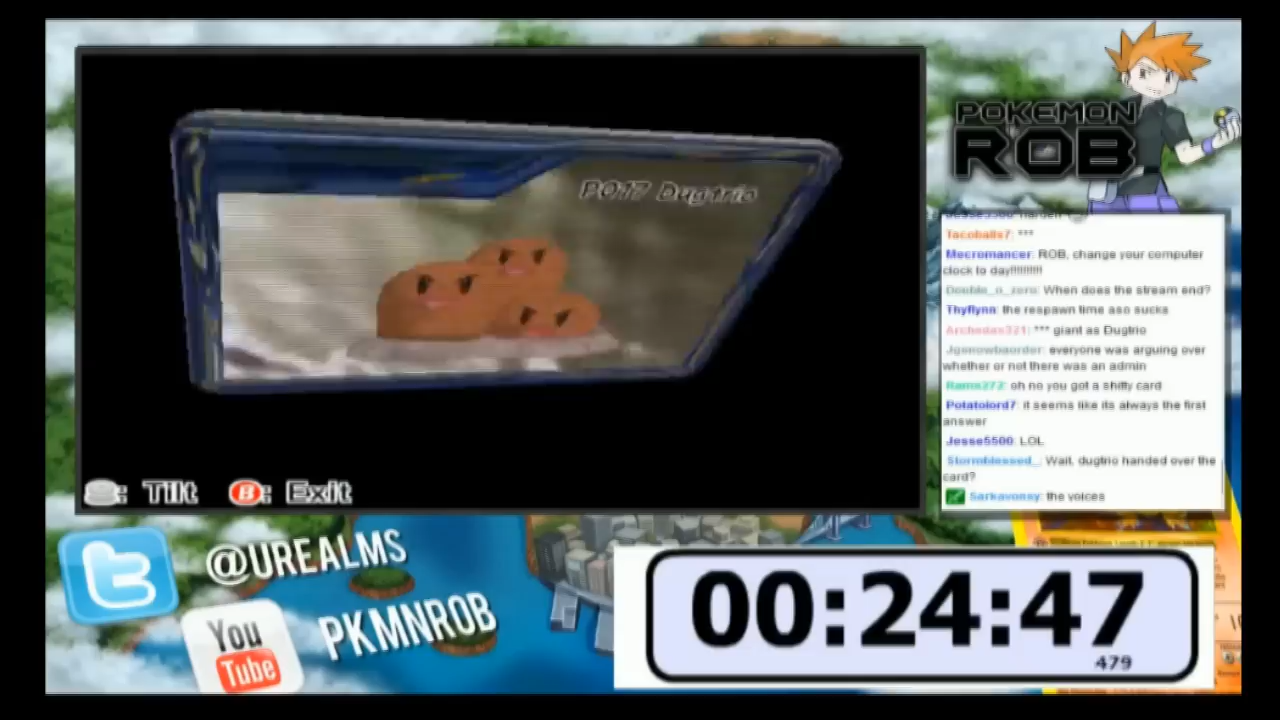 P017 Dugtrio
: Tilt B: Exit
POKEMON
ROB
Tacoballs7: ***
Mecromancer: ROB, change your computer
clock to day!!!!!!!!!!
Double_n_zero: When does the stream end?
Thyflynn: the respawn time aso sucks
Archedas321: *** giant as Dugtrio
everyone was arguing over
whether or not there was an admin
Rams272: oh no you got a shitty card
Potatolord7: it seems like its always the first
answer
Jesse5500: LOL
Stormblessed_: Wait, dugtrio handed over the
card?
Sarkavonsy: the voices
@UREALMS
You
Tube
PKMNROB
00:24:47
479